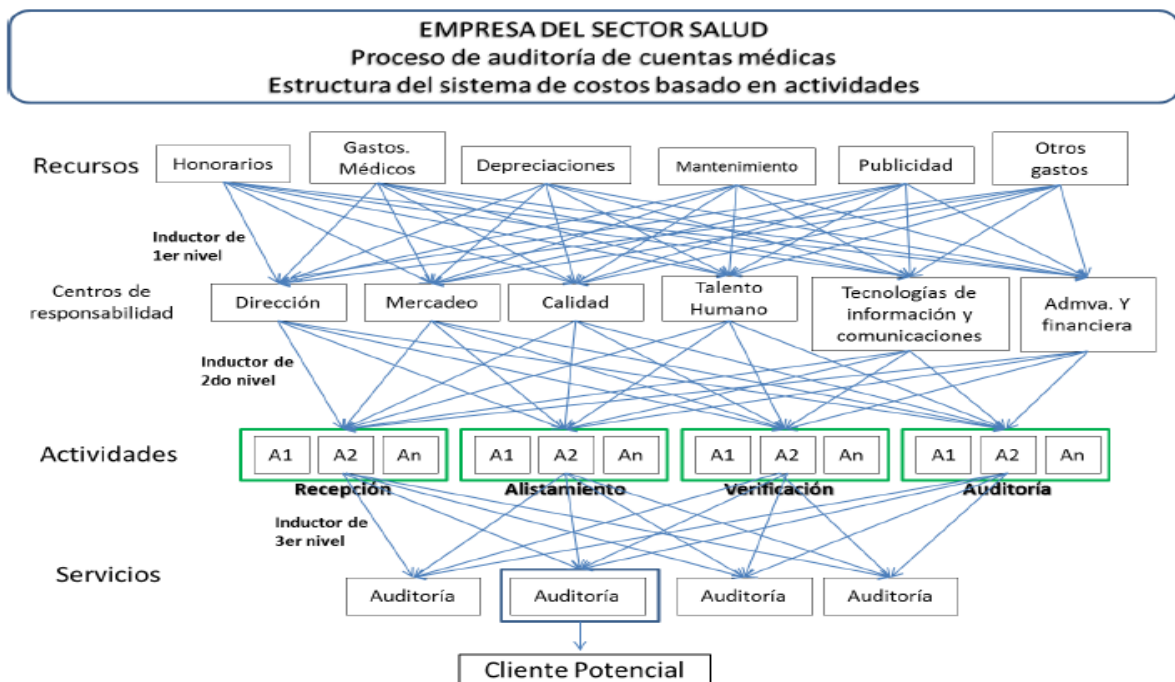 EMPRESA DEL SECTOR SALUD
Proceso de auditoría de cuentas médicas
Estructura del sistema de costos basado en actividades
Recursos
Honorarios
Gastos.
Médicos
Depreciaciones
Mantenimiento
Publicidad
Otros
gastos
Inductor de
1er nivel
Centros de
responsabilidad
Dirección
Mercadeo
Calidad
Talento
Humano
Tecnologías de
información y
comunicaciones
Admva. Y
financiera
Inductor de
2do nivel
Actividades
A1 A2 An
Recepción
A1 A2 An
Alistamiento
A1 A2 An
Verificación
A1 A2 An
Auditoría
Inductor de
3er nivel
Servicios
Auditoría
Auditoría
Auditoría
Auditoría
Cliente Potencial